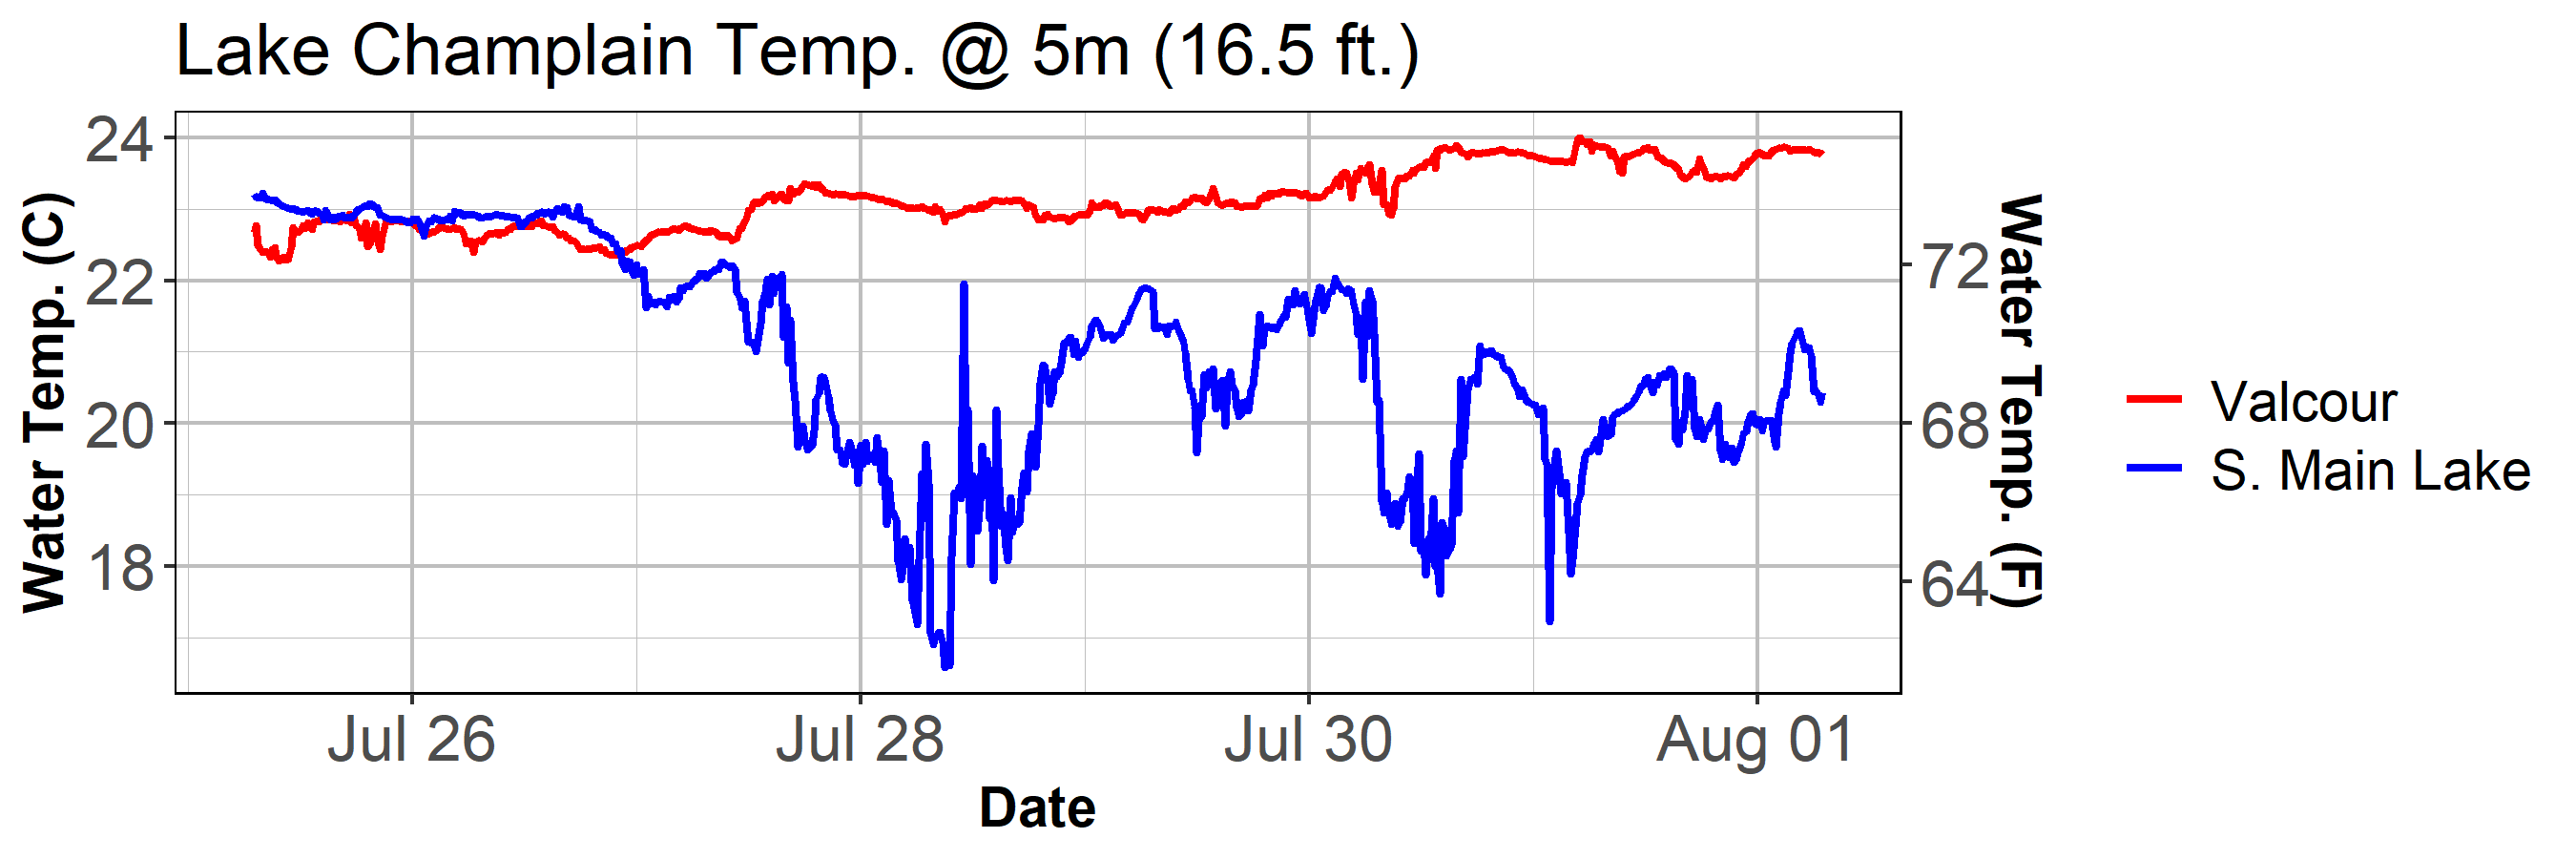 Lake Champlain Temp. @ 5m (16.5 ft.)
Water Temp. (C)
24
22
20
18
Water Temp. (F)
72
68
64
Jul 26
Jul 28
Jul 30
Aug 01
Date
Valcour
S. Main Lake